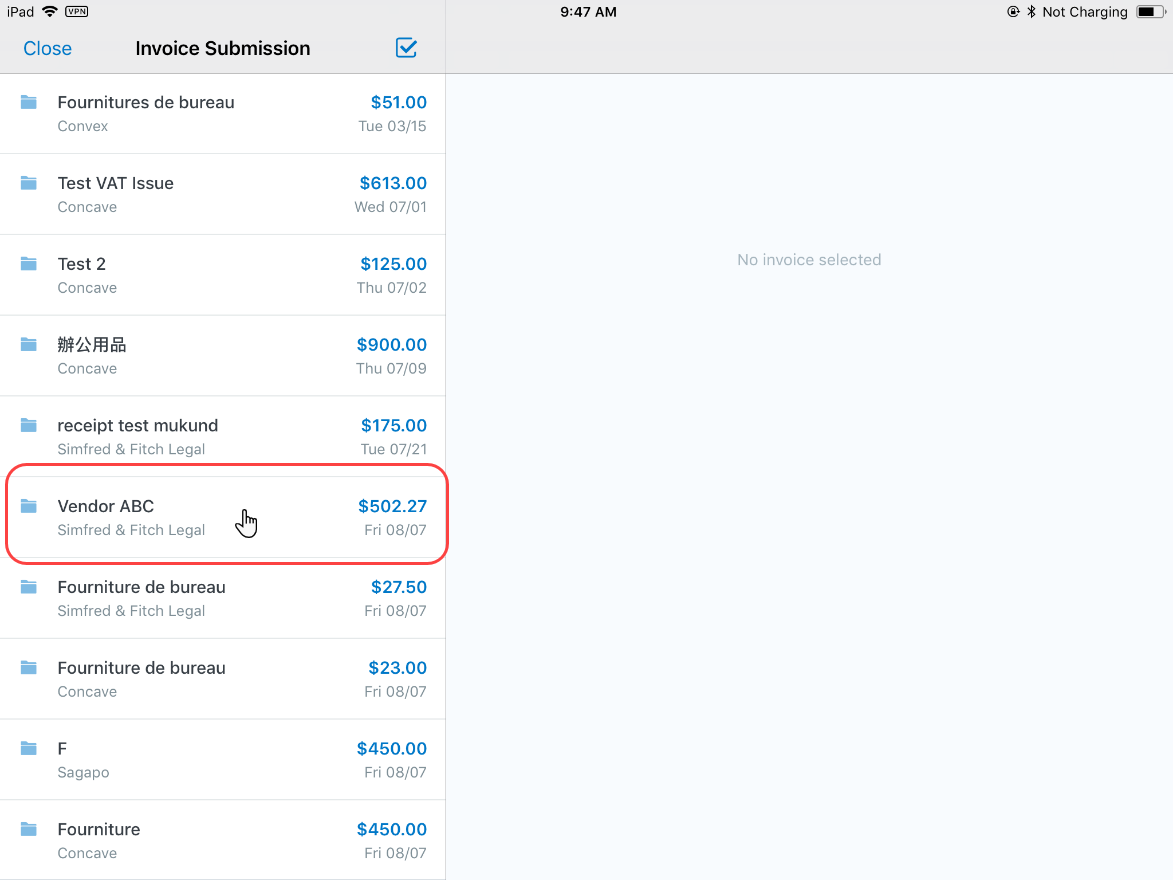 iPad VPN 9:47 AM Not Charging
Close Invoice Submission
Fournitures de bureau $51.00
Convex Tue 03/15
Test VAT Issue $613.00
Concave Wed 07/01
Test 2 $125.00
Concave Thu 07/02
No invoice selected
辦公用品 $900.00
Concave Thu 07/09
receipt test mukund $175.00
Simfred & Fitch Legal Tue 07/21
Vendor ABC $502.27
Simfred & Fitch Legal Fri 08/07
Fourniture de bureau $27.50
Simfred & Fitch Legal Fri 08/07
Fourniture de bureau $23.00
Concave Fri 08/07
F $450.00
Sagapo Fri 08/07
Fourniture $450.00
Concave Fri 08/07